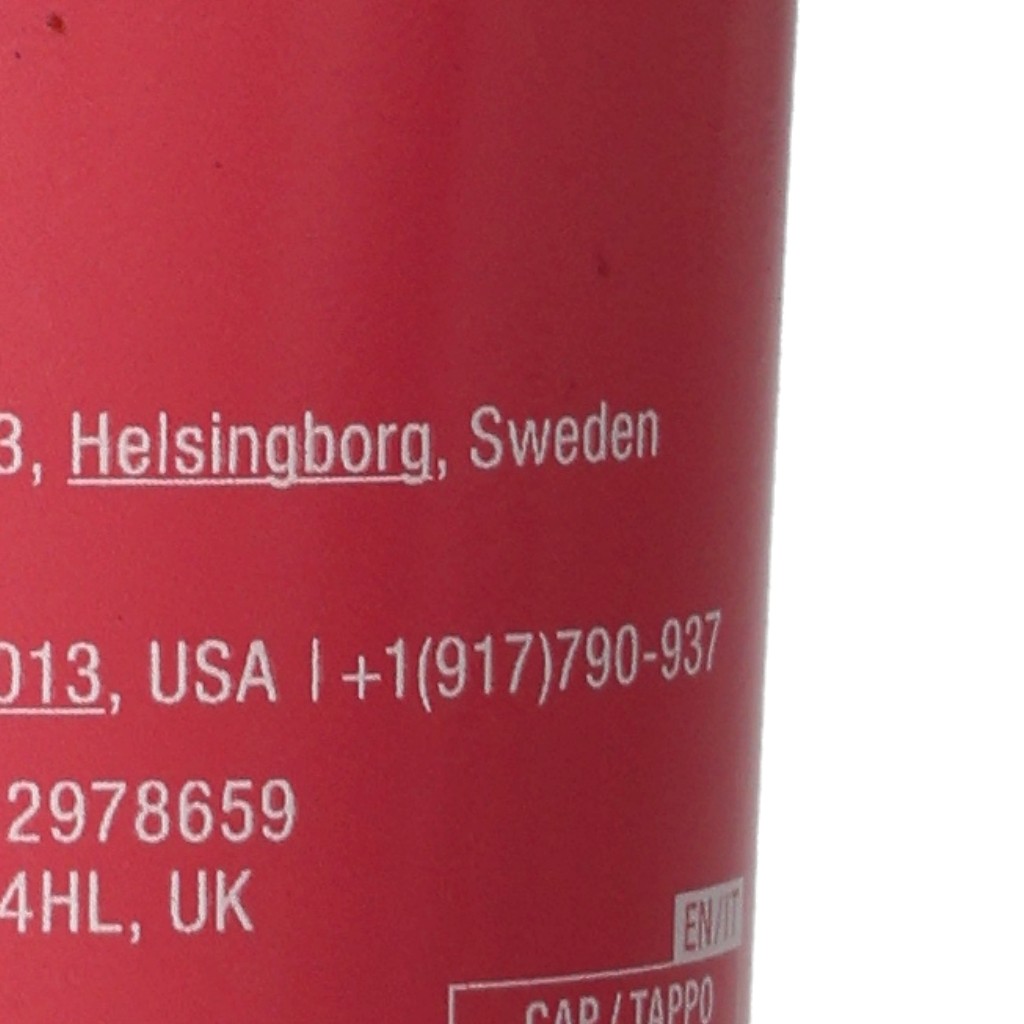 3, Helsingborg, Sweden
013, USA | +1(917)790-937
2978659
4HL, UK
EN/IT
CAP / TAPPO